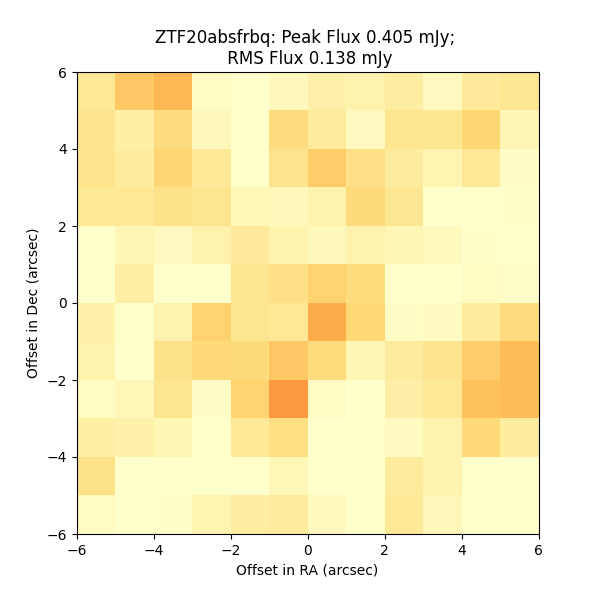 ZTF20absfrbq: Peak Flux 0.405 mJy;
RMS Flux 0.138 mJy
6
4
2
0
−2
−4
−6
Offset in Dec (arcsec)
−6 −4 −2 0 2 4 6
Offset in RA (arcsec)